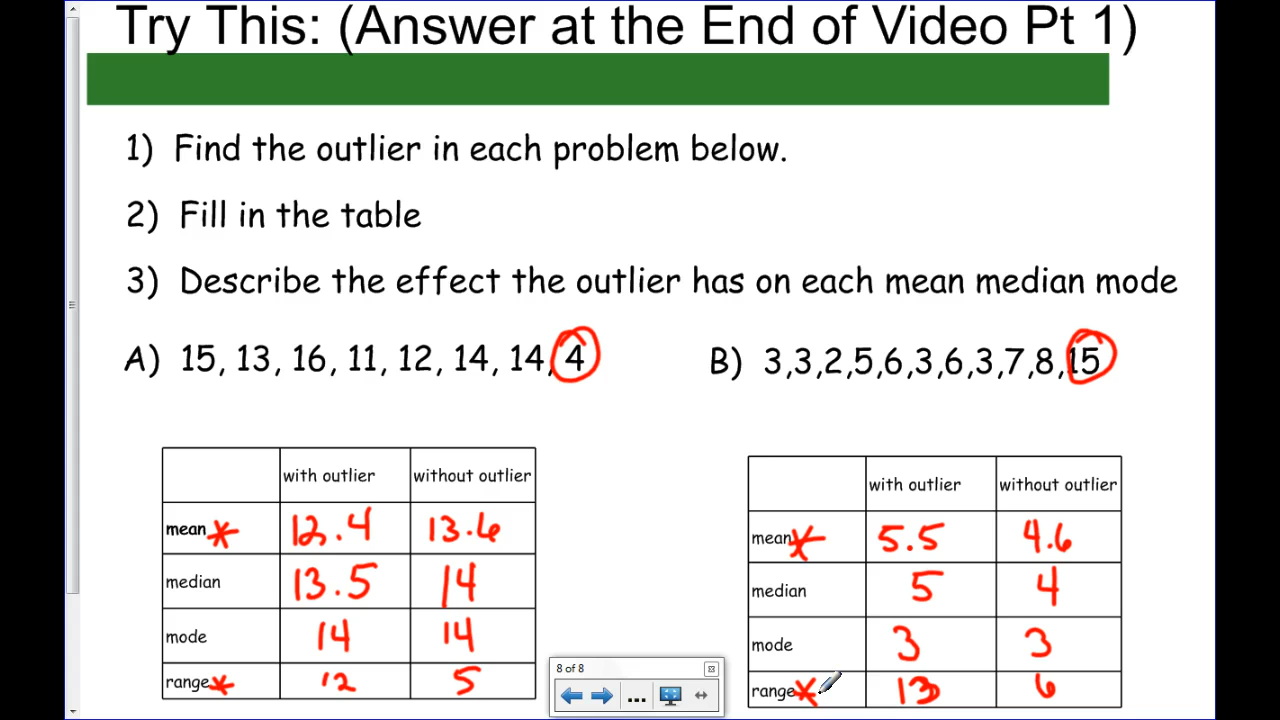 Try This: (Answer at the End of Video Pt 1)
1) Find the outlier in each problem below.
2) Fill in the table
3) Describe the effect the outlier has on each mean median mode
A) 15, 13, 16, 11, 12, 14, 14, 4
B) 3,3,2,5,6,3,6,3,7,8,15
with outlier without outlier
mean* 12.4 13.6
median 13.5 14
mode 14 14
range* 12 5
with outlier without outlier
mean* 5.5 4.6
median 5 4
mode 3 3
range* 13 6
8 of 8